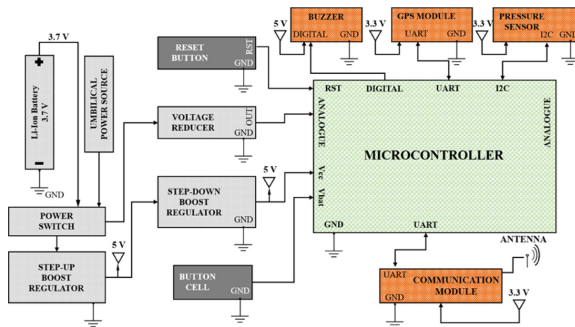 BUZZER
DIGITAL
GND
5 V
GPS MODULE
UART
GND
3.3 V
PRESSURE
SENSOR
I2C
GND
3.3 V
3.7 V
Li-Ion Battery
3.7 V
GND
UMBILICAL
POWER SOURCE
RESET
BUTTON
RST
GND
VOLTAGE
REDUCER
OUT
GND
STEP-DOWN
BOOST
REGULATOR
GND
5 V
POWER
SWITCH
STEP-UP
BOOST
REGULATOR
5 V
BUTTON
CELL
GND
RST
DIGITAL
UART
I2C
ANALOGUE
ANALOGUE
MICROCONTROLLER
Vcc
Vbat
GND
UART
ANTENNA
UART
GND
COMMUNICATION
MODULE
3.3 V